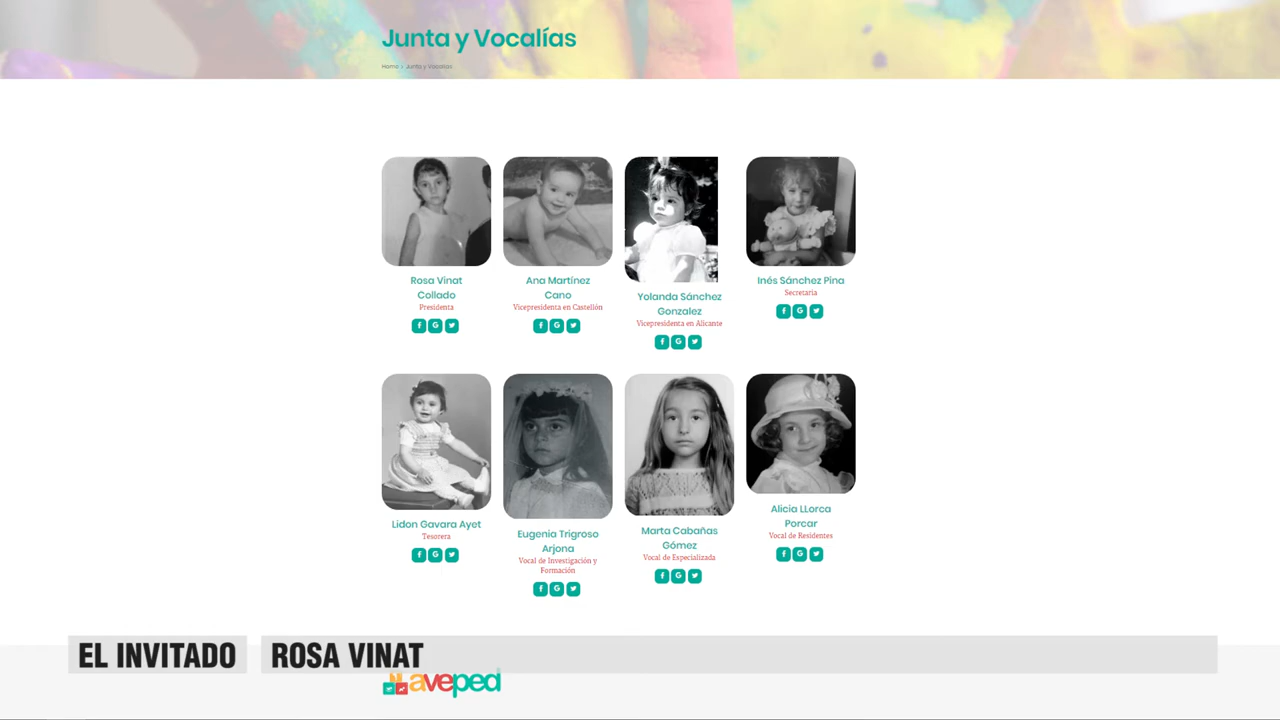 Junta y Vocalías
Home > Junta y Vocalías
Rosa Vinat
Collado
Presidenta
Ana Martínez
Cano
Vicepresidenta en Castellón
Yolanda Sánchez
Gonzalez
Vicepresidenta en Alicante
Inés Sánchez Pina
Secretaria
Lidon Gavara Ayet
Tesorera
Eugenia Trigroso
Arjona
Vocal de Investigación y
Formación
Marta Cabañas
Gómez
Vocal de Especializada
Alicia LLorca
Porcar
Vocal de Residentes
EL INVITADO
ROSA VINAT
aveped